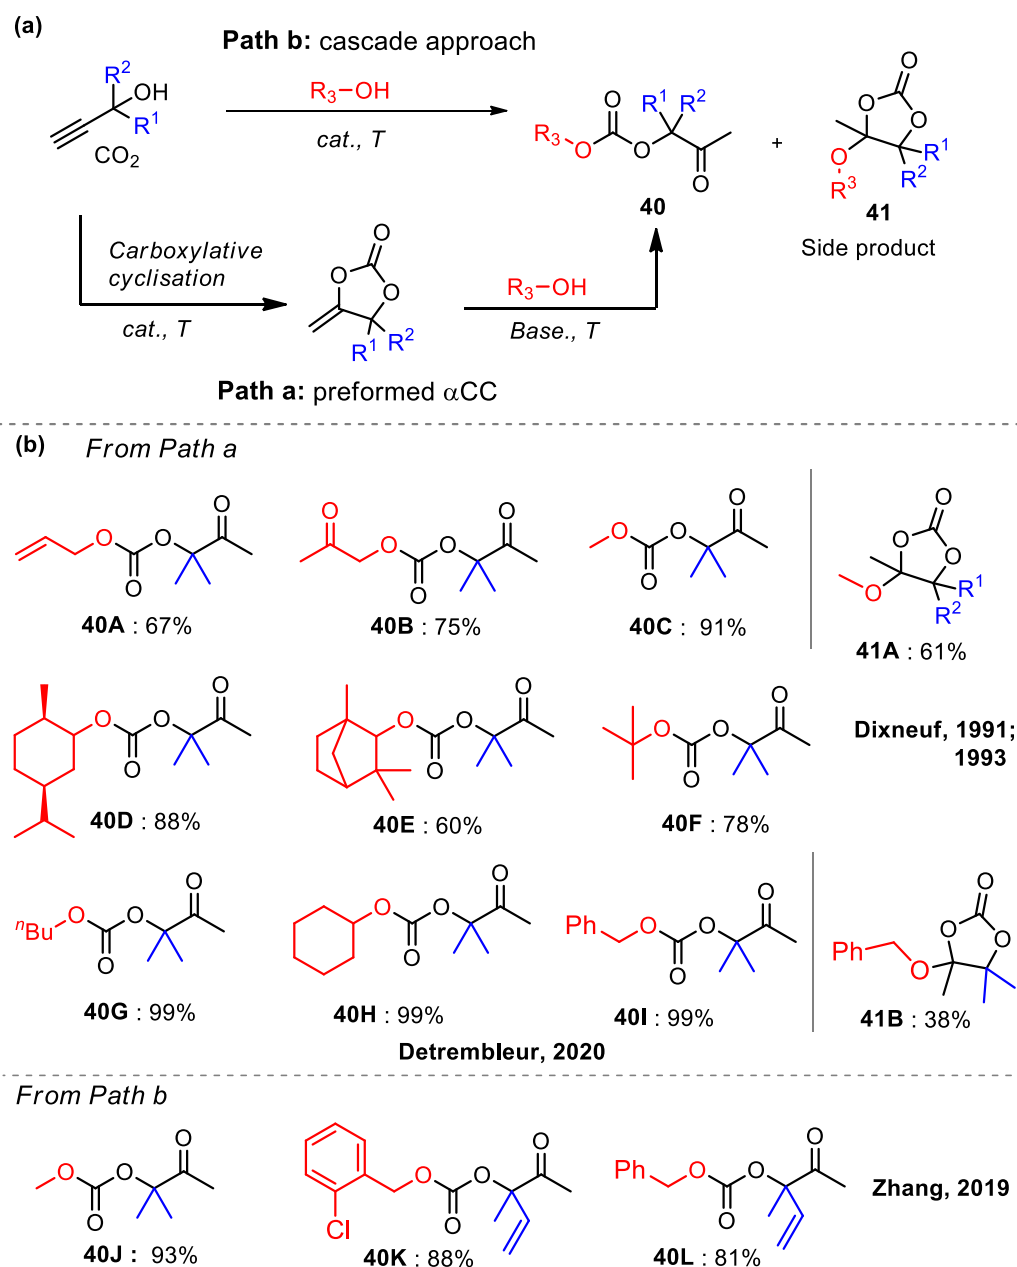 (a)
Path b: cascade approach
R² OH
R¹
CO₂
R₃–OH
cat., T
R₃ O O O R¹ R² O
40
+
O O O O R³ R¹ R²
41
Side product
Carboxylative
cyclisation
cat., T
O O O R¹ R²
R₃–OH
Base., T
Path a: preformed αCC
(b) From Path a
O O O O
40A : 67%
O O O O O
40B : 75%
O O O O
40C : 91%
O O O O R¹ R²
41A : 61%
O O O O
40D : 88%
O O O O
40E : 60%
O O O O
40F : 78%
Dixneuf, 1991;
1993
ⁿBu O O O O
40G : 99%
O O O O
40H : 99%
Ph O O O O
40I : 99%
Ph O O O O
41B : 38%
Detrembleur, 2020
From Path b
O O O O
40J : 93%
Cl O O O O
40K : 88%
Ph O O O O
40L : 81%
Zhang, 2019